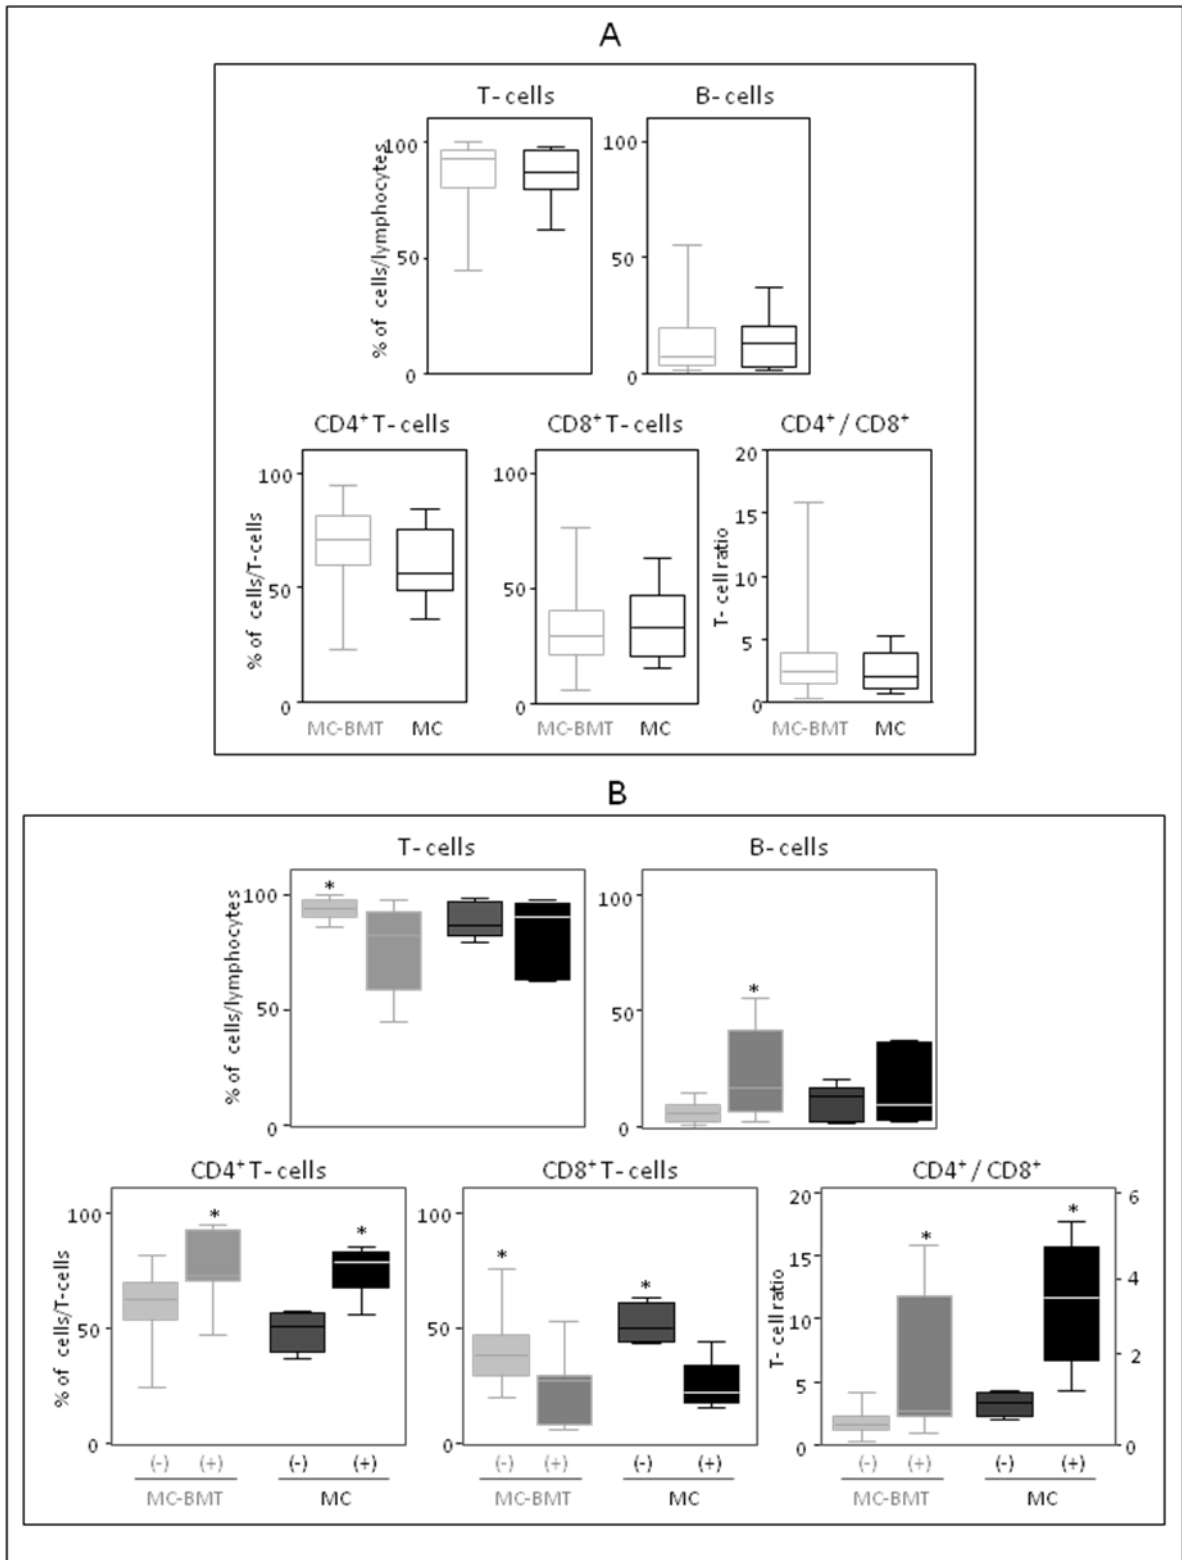 A
T- cells B- cells
% of cells/lymphocytes
100
50
0
100
50
0
CD4⁺ T- cells CD8⁺ T- cells CD4⁺ / CD8⁺
% of cells/T-cells
100
50
0
100
50
0
T- cell ratio
20
15
10
5
0
MC-BMT MC MC-BMT MC MC-BMT MC
B
T- cells B- cells
% of cells/lymphocytes
100
50
0
*
100
50
0
*
CD4⁺ T- cells CD8⁺ T- cells CD4⁺ / CD8⁺
% of cells/T-cells
100
50
0
* *
100
50
0
* *
T- cell ratio
20
15
10
5
0
* *
6
4
2
0
(-) (+) (-) (+) (-) (+) (-) (+) (-) (+) (-) (+)
MC-BMT MC MC-BMT MC MC-BMT MC